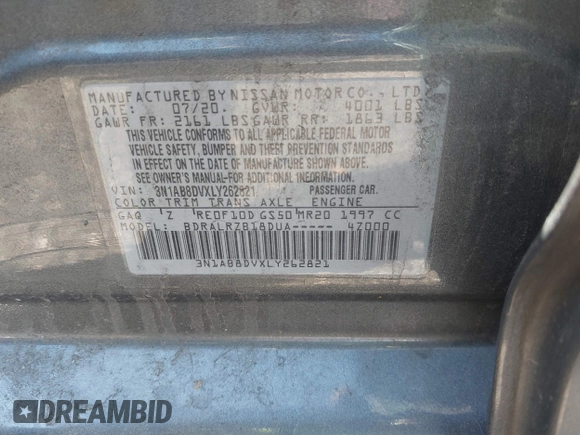 MANUFACTURED BY NISSAN MOTOR CO., LTD.
DATE: 07/20 GVWR: 4001 LBS
GAWR FR: 2161 LBS GAWR RR: 1863 LBS
THIS VEHICLE CONFORMS TO ALL APPLICABLE FEDERAL MOTOR
VEHICLE SAFETY, BUMPER AND THEFT PREVENTION STANDARDS
IN EFFECT ON THE DATE OF MANUFACTURE SHOWN ABOVE.
SEE OWNER'S MANUAL-FOR ADDITIONAL INFORMATION
VIN: 3N1AB8DVXLY262821 PASSENGER CAR.
COLOR TRIM TRANS AXLE ENGINE
GAQ Z RE0F10D GS50 MR20 1997 CC
MODEL: BDRALRZB18DUA----- 4Z000
3N1AB8DVXLY262821
DREAMBID